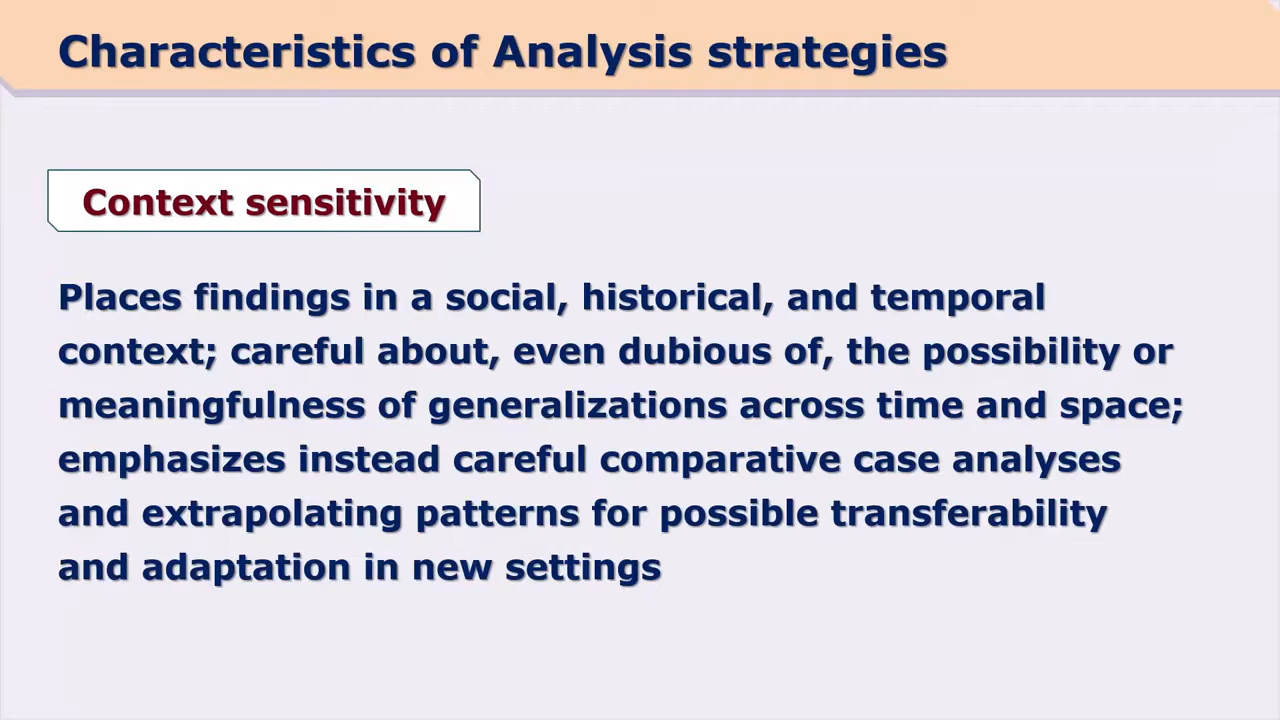 Characteristics of Analysis strategies
Context sensitivity
Places findings in a social, historical, and temporal
context; careful about, even dubious of, the possibility or
meaningfulness of generalizations across time and space;
emphasizes instead careful comparative case analyses
and extrapolating patterns for possible transferability
and adaptation in new settings